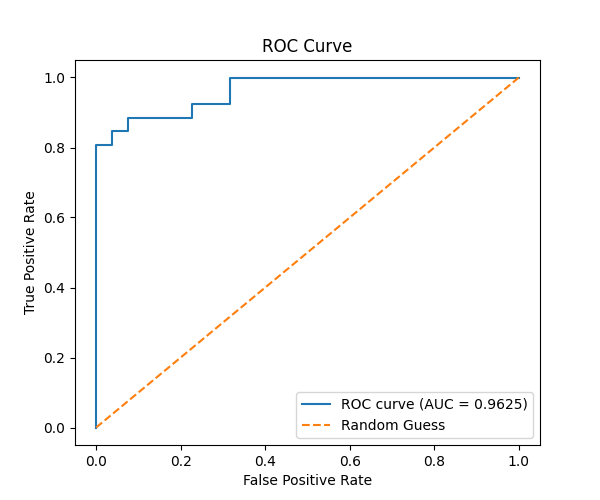 ROC Curve
True Positive Rate
1.0
0.8
0.6
0.4
0.2
0.0
0.0 0.2 0.4 0.6 0.8 1.0
False Positive Rate
ROC curve (AUC = 0.9625)
Random Guess